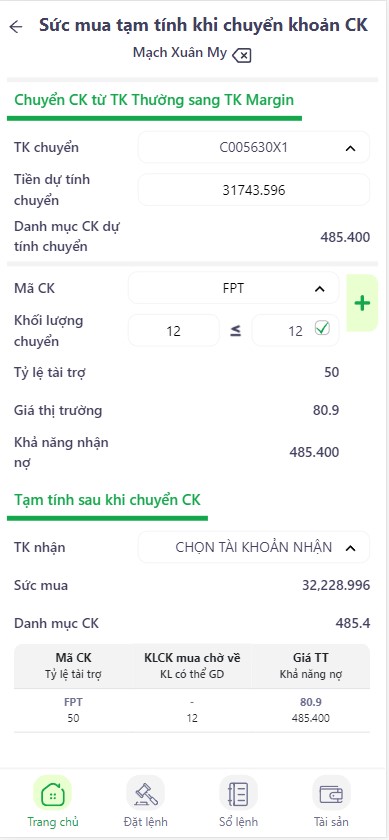 Sức mua tạm tính khi chuyển khoản CK
Mạch Xuân My
Chuyển CK từ TK Thường sang TK Margin
TK chuyển C005630X1
Tiền dự tính chuyển 31743.596
Danh mục CK dự tính chuyển 485.400
Mã CK FPT +
Khối lượng chuyển 12 ≤ 12
Tỷ lệ tài trợ 50
Giá thị trường 80.9
Khả năng nhận nợ 485.400
Tạm tính sau khi chuyển CK
TK nhận CHỌN TÀI KHOẢN NHẬN
Sức mua 32,228.996
Danh mục CK 485.4
Mã CK KLCK mua chờ về Giá TT
Tỷ lệ tài trợ KL có thể GD Khả năng nợ
FPT - 80.9
50 12 485.400
Trang chủ Đặt lệnh Sổ lệnh Tài sản